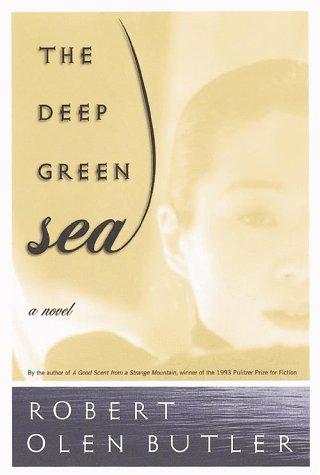 THE
DEEP
GREEN
sea
a novel
By the author of A Good Scent from a Strange Mountain, winner of the 1993 Pulitzer Prize for Fiction
ROBERT
OLEN BUTLER